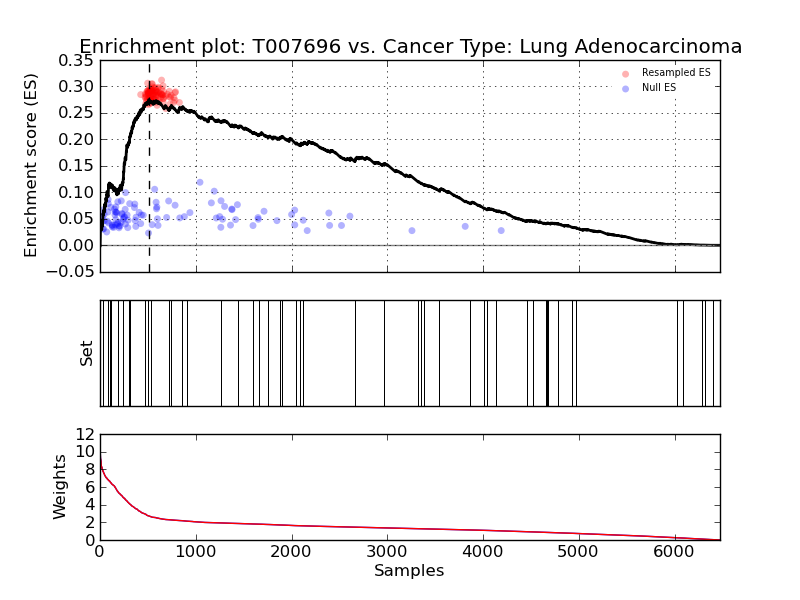 Enrichment plot: T007696 vs. Cancer Type: Lung Adenocarcinoma
Enrichment score (ES)
0.35
0.30
0.25
0.20
0.15
0.10
0.05
0.00
−0.05
Resampled ES
Null ES
Set
Weights
12
10
8
6
4
2
0
0 1000 2000 3000 4000 5000 6000
Samples